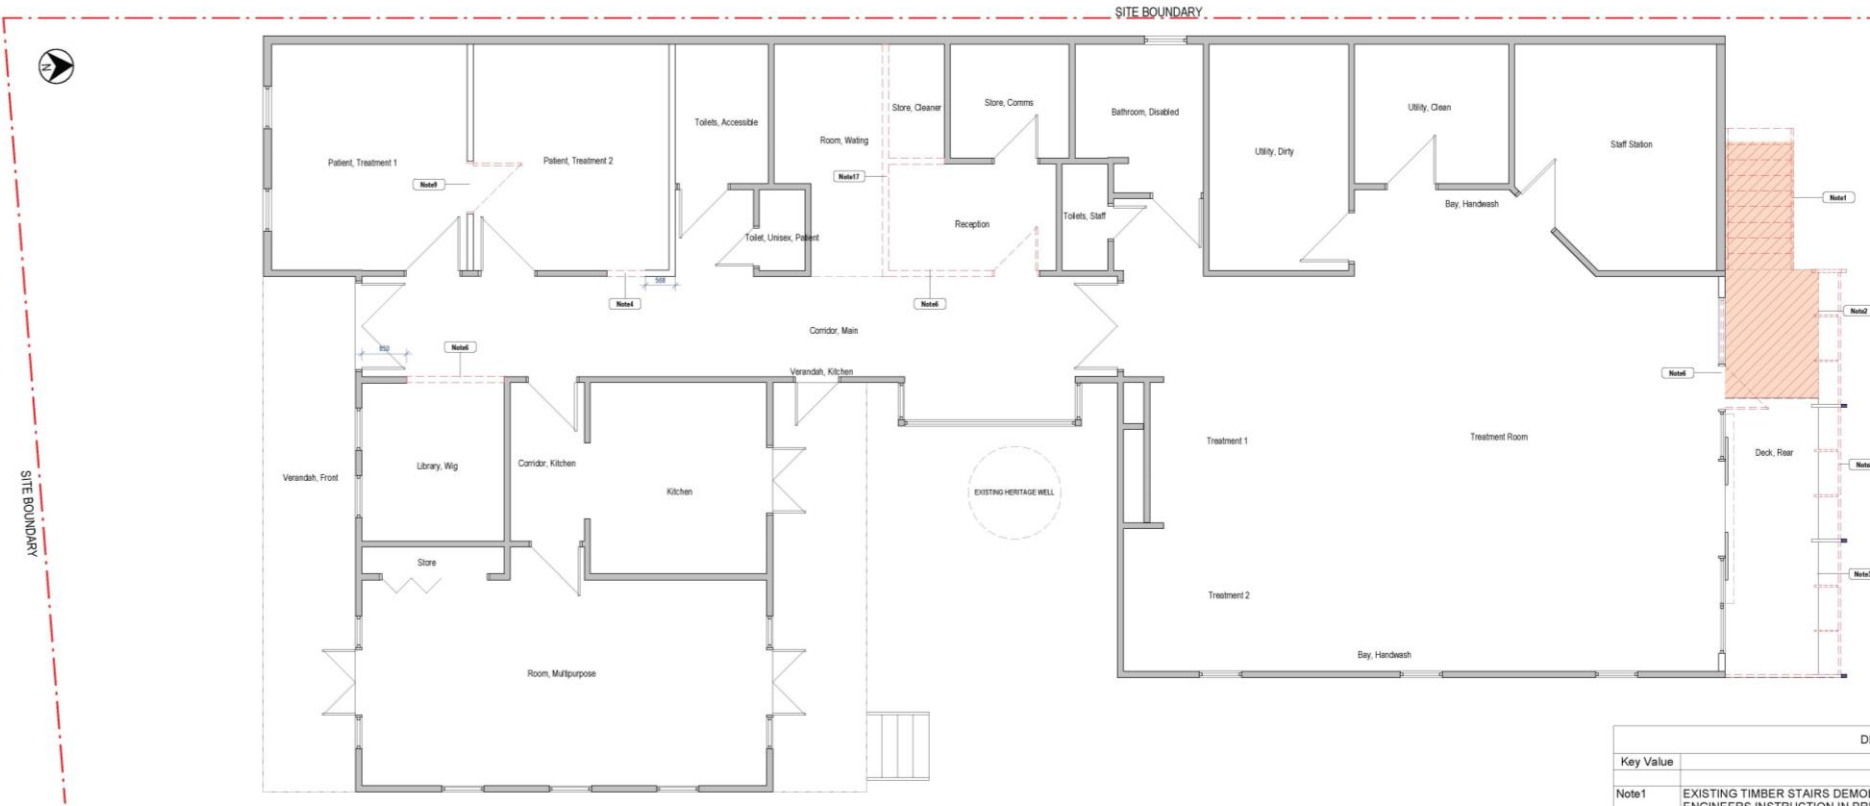 SITE BOUNDARY
N
Patient, Treatment 1
Note9
Patient, Treatment 2
Toilets, Accessible
Room, Wating
Store, Cleaner
Store, Comms
Bathroom, Disabled
Utility, Dirty
Utility, Clean
Staff Station
Note17
Note1
Bay, Handwash
Toilets, Staff
Toilet, Unisex, Patient
Reception
568
Note4
Note6
Note2
Corridor, Main
850
Note6
Verandah, Kitchen
Note6
Library, Wig
Corridor, Kitchen
Kitchen
Verandah, Front
EXISTING HERITAGE WELL
Treatment 1
Treatment Room
Deck, Rear
SITE BOUNDARY
Store
Treatment 2
Room, Multipurpose
Bay, Handwash
Key Value
Note1
EXISTING TIMBER STAIRS